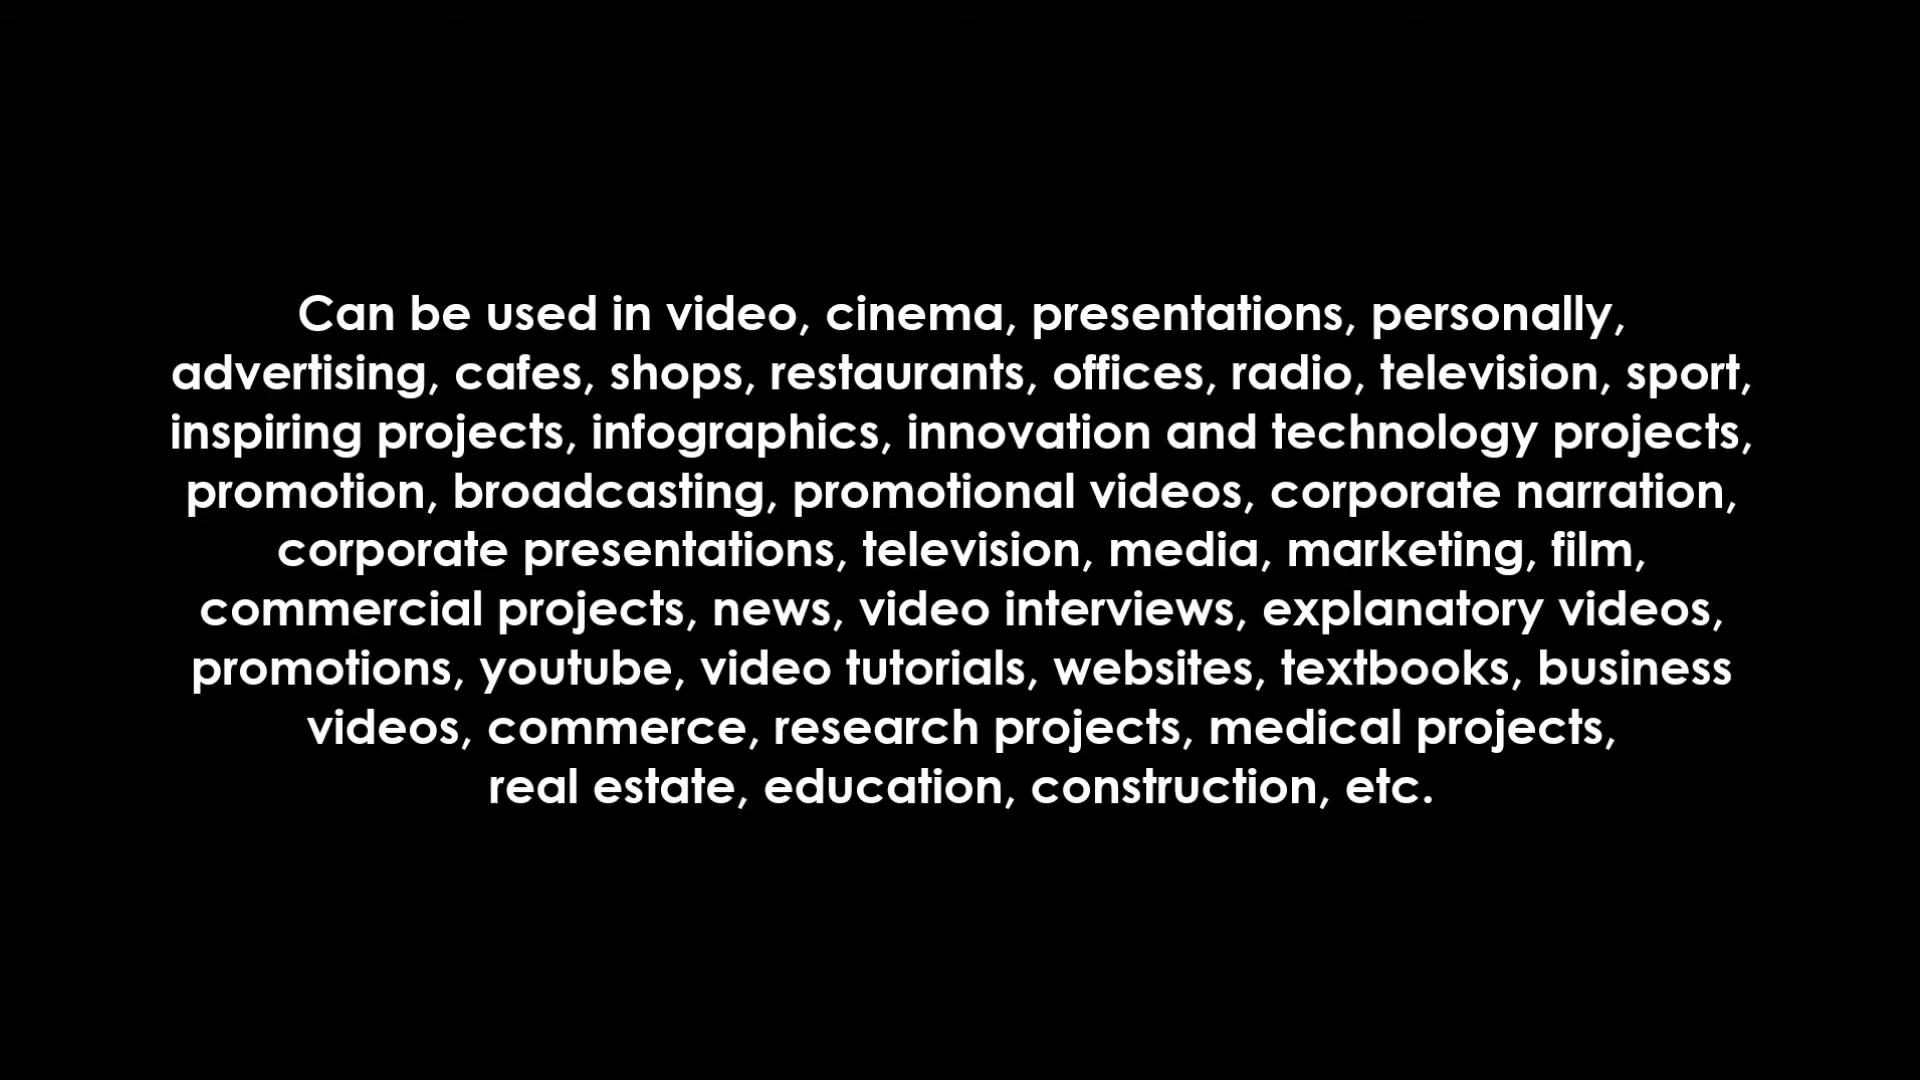 Can be used in video, cinema, presentations, personally,
advertising, cafes, shops, restaurants, offices, radio, television, sport,
inspiring projects, infographics, innovation and technology projects,
promotion, broadcasting, promotional videos, corporate narration,
corporate presentations, television, media, marketing, film,
commercial projects, news, video interviews, explanatory videos,
promotions, youtube, video tutorials, websites, textbooks, business
videos, commerce, research projects, medical projects,
real estate, education, construction, etc.